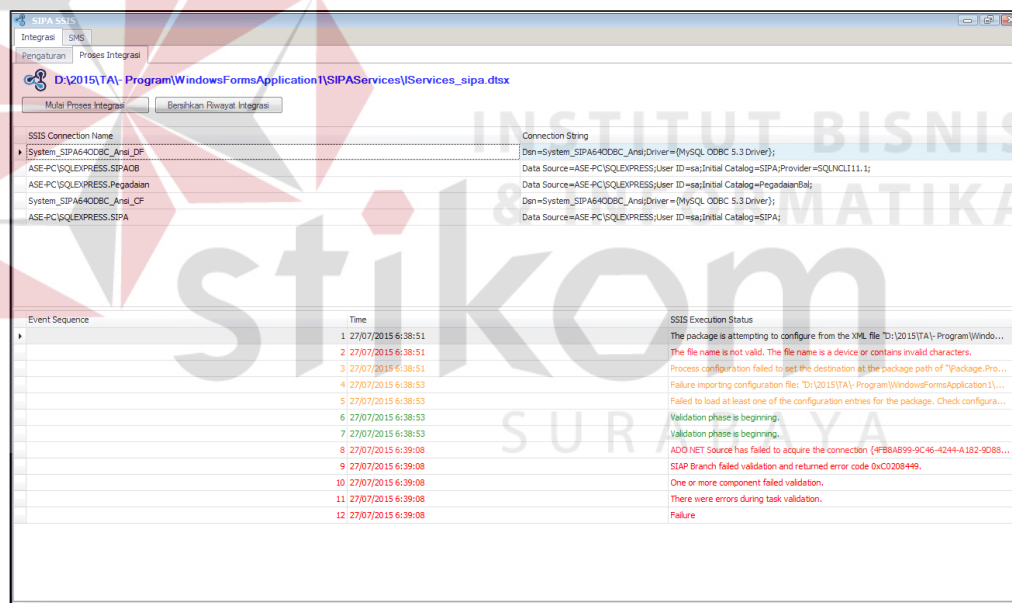 SIPA SSIS
Integrasi SMS
Pengaturan Proses Integrasi
D:\2015\TA\- Program\WindowsFormsApplication1\SIPAServices\IServices_sipa.dtsx
Mulai Proses Integrasi Bersihkan Riwayat Integrasi
INSTITUT BISNIS
SSIS Connection Name Connection String
System_SIPA64ODBC_Ansi_DF Dsn=System_SIPA64ODBC_Ansi;Driver={MySQL ODBC 5.3 Driver};
ASE-PC\SQLEXPRESS.SIPAOB Data Source=ASE-PC\SQLEXPRESS;User ID=sa;Initial Catalog=SIPA;Provider=SQLNCLI11.1;
ASE-PC\SQLEXPRESS.Pegadaian Data Source=ASE-PC\SQLEXPRESS;User ID=sa;Initial Catalog=PegadaianBal;
System_SIPA64ODBC_Ansi_CF Dsn=System_SIPA64ODBC_Ansi;Driver={MySQL ODBC 5.3 Driver};
& INFORMATIKA
ASE-PC\SQLEXPRESS.SIPA Data Source=ASE-PC\SQLEXPRESS;User ID=sa;Initial Catalog=SIPA;
stikom
Event Sequence Time SSIS Execution Status
1 27/07/2015 6:38:51 The package is attempting to configure from the XML file "D:\2015\TA\- Program\Windo...
2 27/07/2015 6:38:51 The file name is not valid. The file name is a device or contains invalid characters.
3 27/07/2015 6:38:51 Process configuration failed to set the destination at the package path of "\Package.Pro...
4 27/07/2015 6:38:53 Failure importing configuration file: "D:\2015\TA\- Program\WindowsFormsApplication1\...
5 27/07/2015 6:38:53 Failed to load at least one of the configuration entries for the package. Check configura...
6 27/07/2015 6:38:53 Validation phase is beginning.
7 27/07/2015 6:38:53 Validation phase is beginning.
SURABAYA
8 27/07/2015 6:39:08 ADO NET Source has failed to acquire the connection {4FB8AB99-9C46-4244-A182-9D88...
9 27/07/2015 6:39:08 SIAP Branch failed validation and returned error code 0xC0208449.
10 27/07/2015 6:39:08 One or more component failed validation.
11 27/07/2015 6:39:08 There were errors during task validation.
12 27/07/2015 6:39:08 Failure